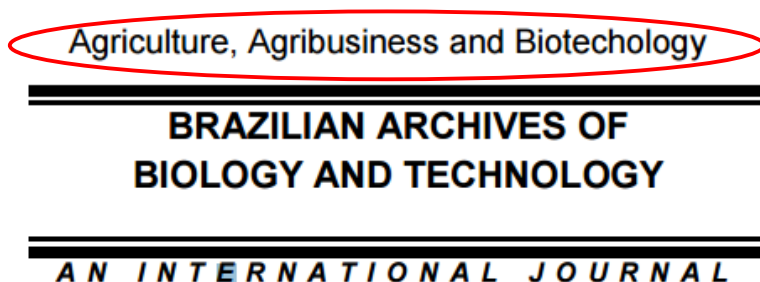 Agriculture, Agribusiness and Biotechology
BRAZILIAN ARCHIVES OF
BIOLOGY AND TECHNOLOGY
AN INTERNATIONAL JOURNAL